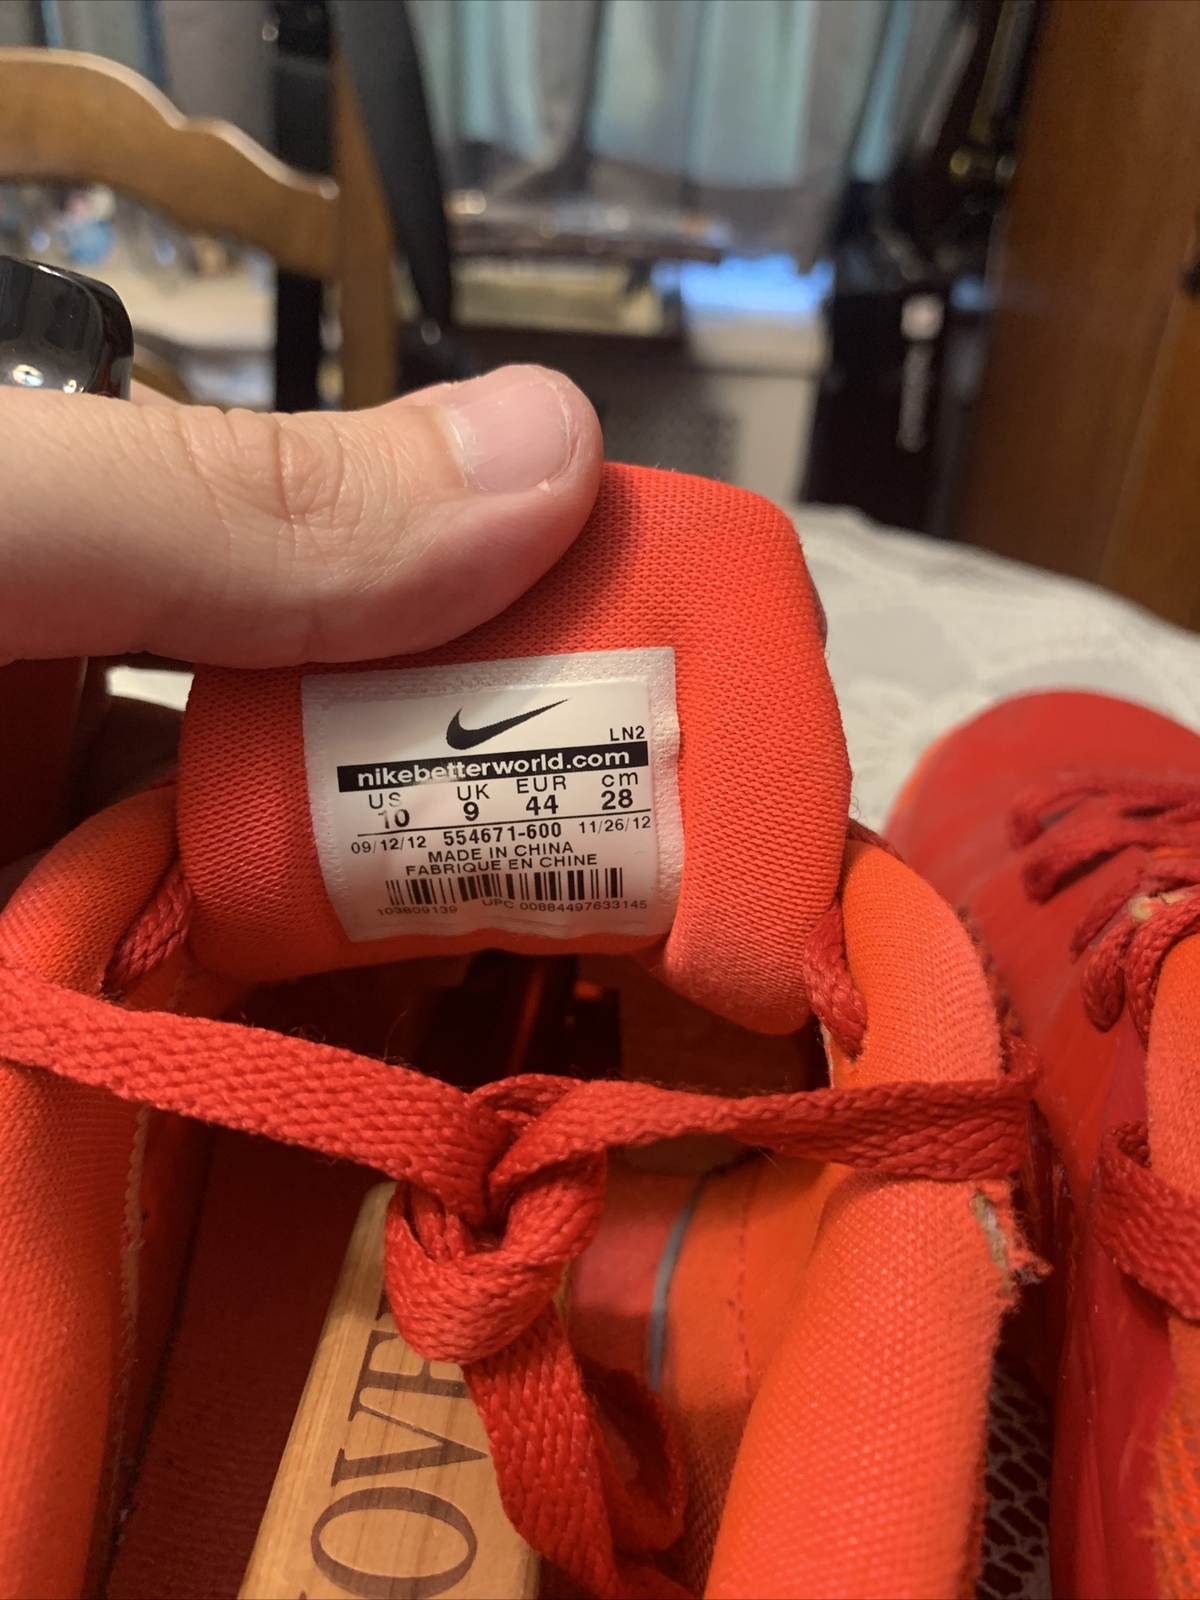 LN2
nikebetterworld.com
US UK EUR cm
10 9 44 28
09/12/12 554671-600 11/26/12
MADE IN CHINA
FABRIQUE EN CHINE
103609139 UPC 00884497633145